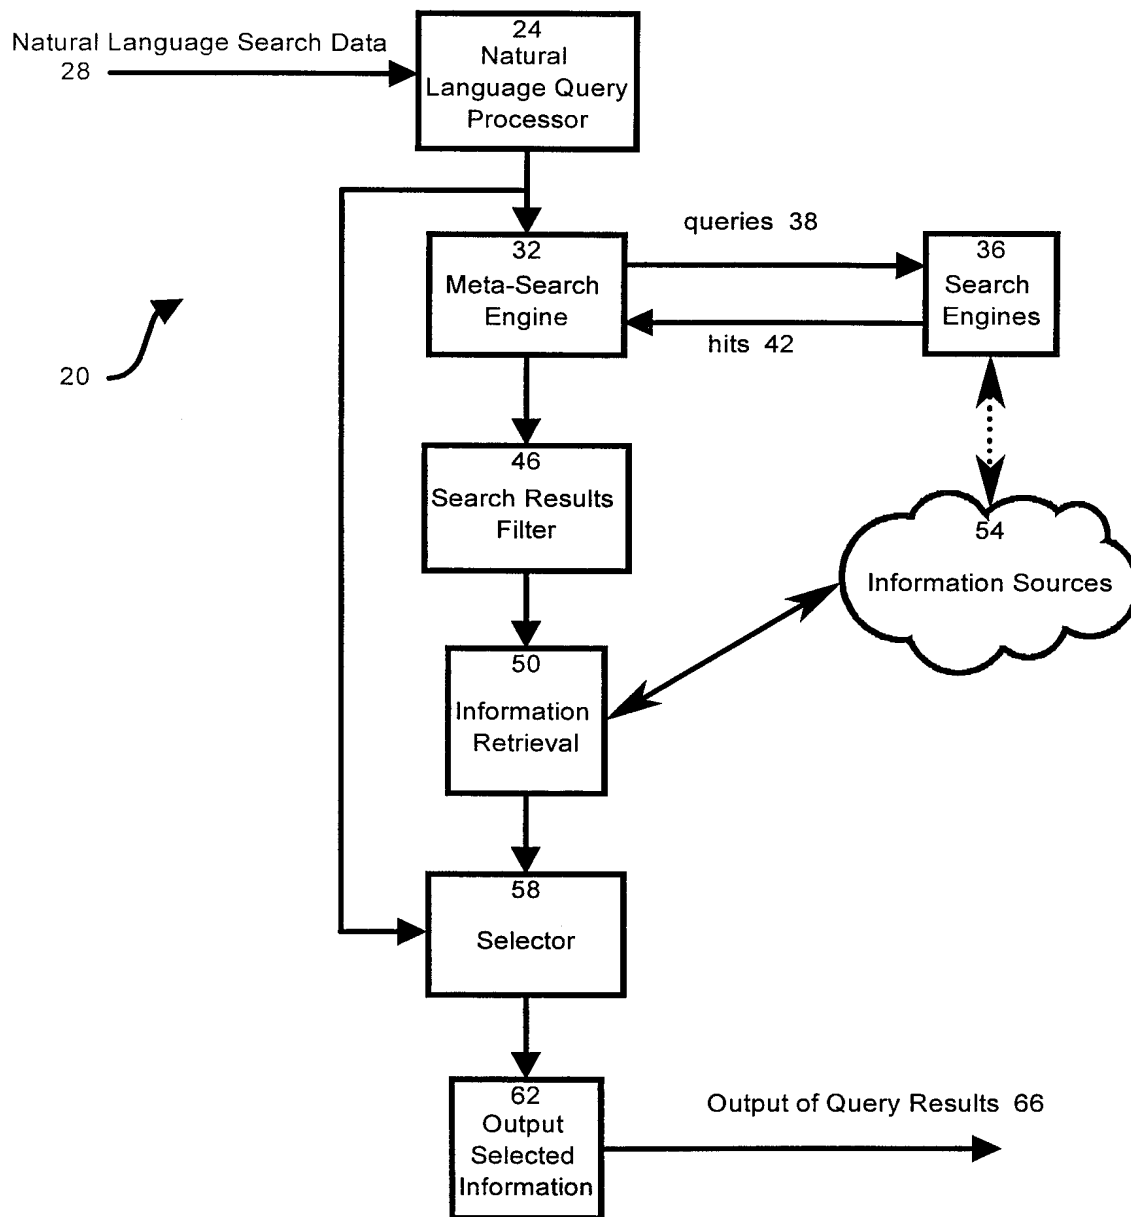 Natural Language Search Data
28
24
Natural
Language Query
Processor
queries 38
32
Meta-Search
Engine
36
Search
Engines
hits 42
20
46
Search Results
Filter
54
Information Sources
50
Information
Retrieval
58
Selector
62
Output
Selected
Information
Output of Query Results 66